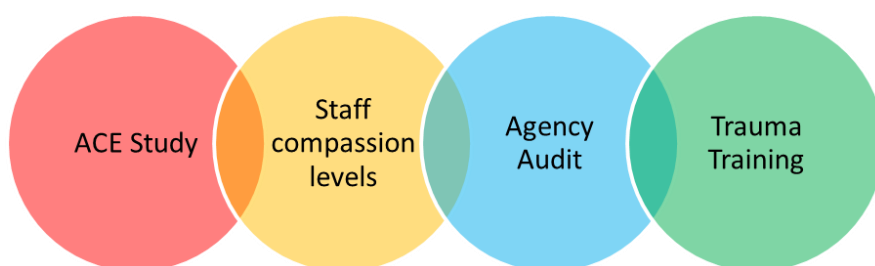 ACE Study
Staff
compassion
levels
Agency
Audit
Trauma
Training